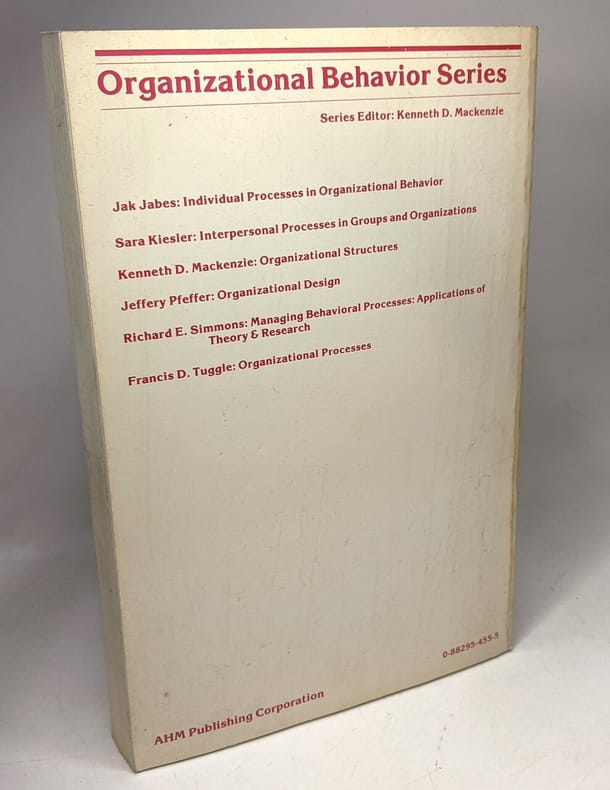 Organizational Behavior Series
Series Editor: Kenneth D. Mackenzie
Jak Jabes: Individual Processes in Organizational Behavior
Sara Kiesler: Interpersonal Processes in Groups and Organizations
Kenneth D. Mackenzie: Organizational Structures
Jeffery Pfeffer: Organizational Design
Richard E. Simmons: Managing Behavioral Processes: Applications of
Theory & Research
Francis D. Tuggle: Organizational Processes
0-88295-455-5
AHM Publishing Corporation